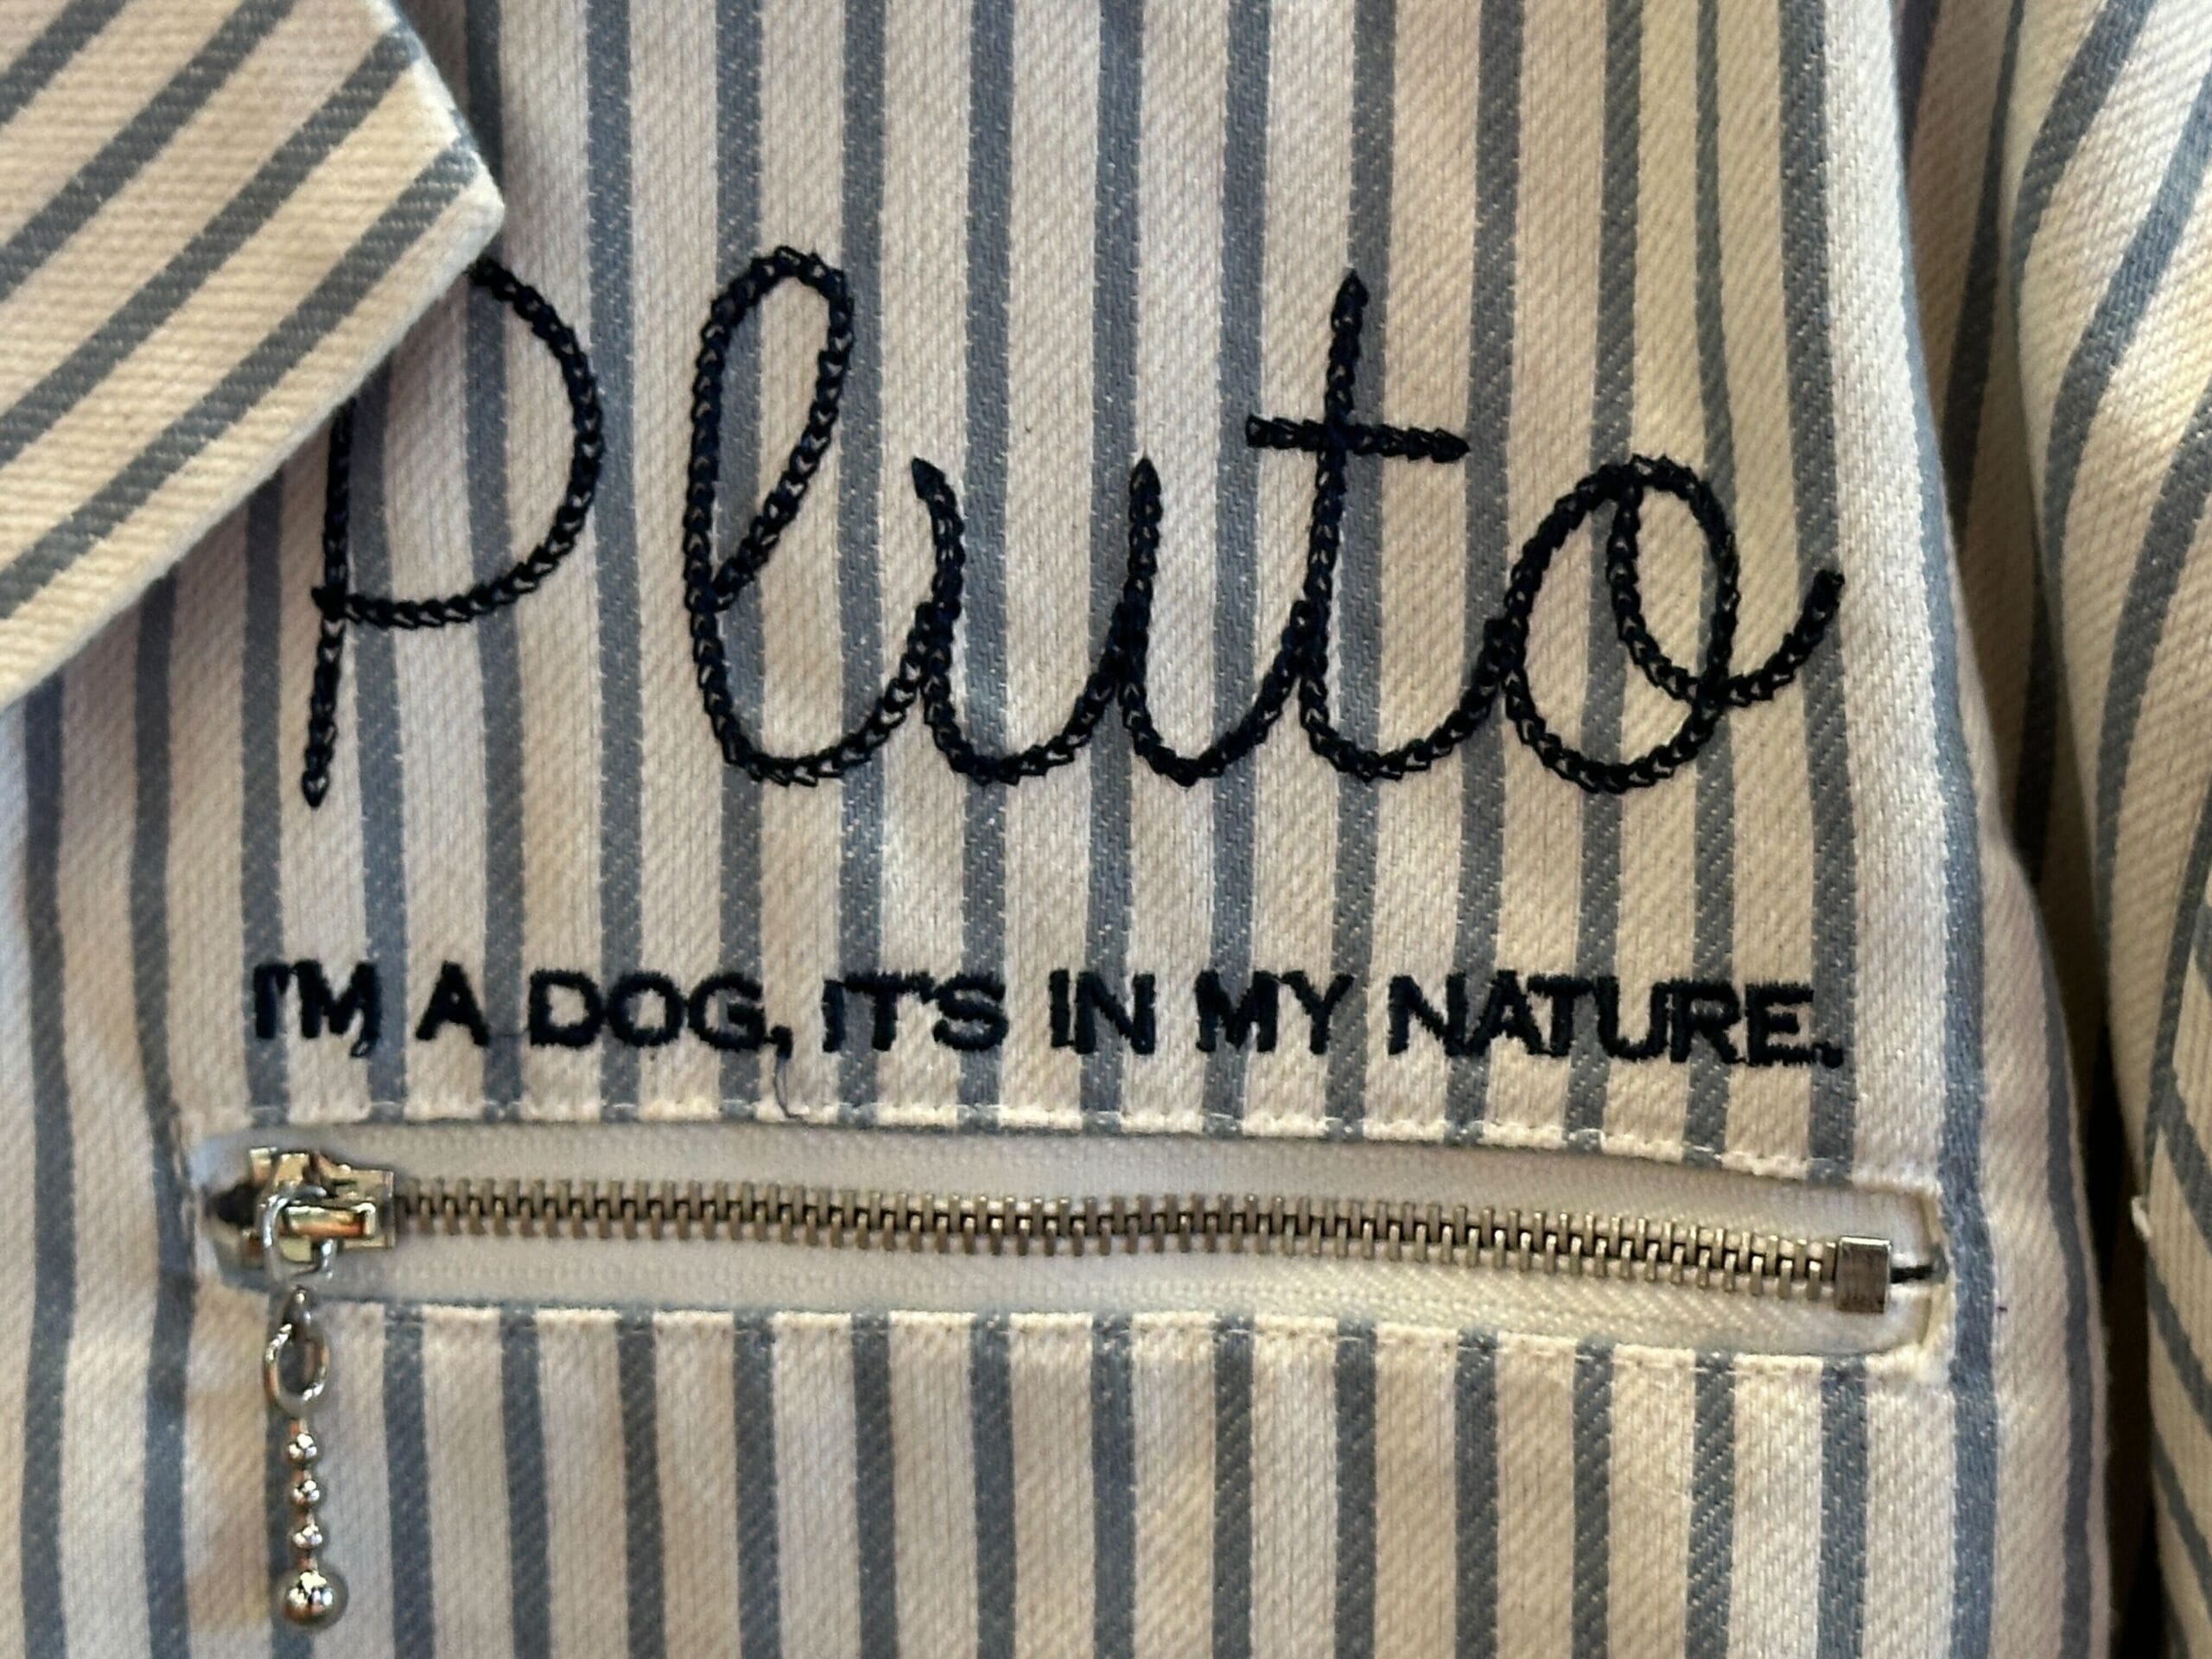 Pluto
I'M A DOG, IT'S IN MY NATURE.